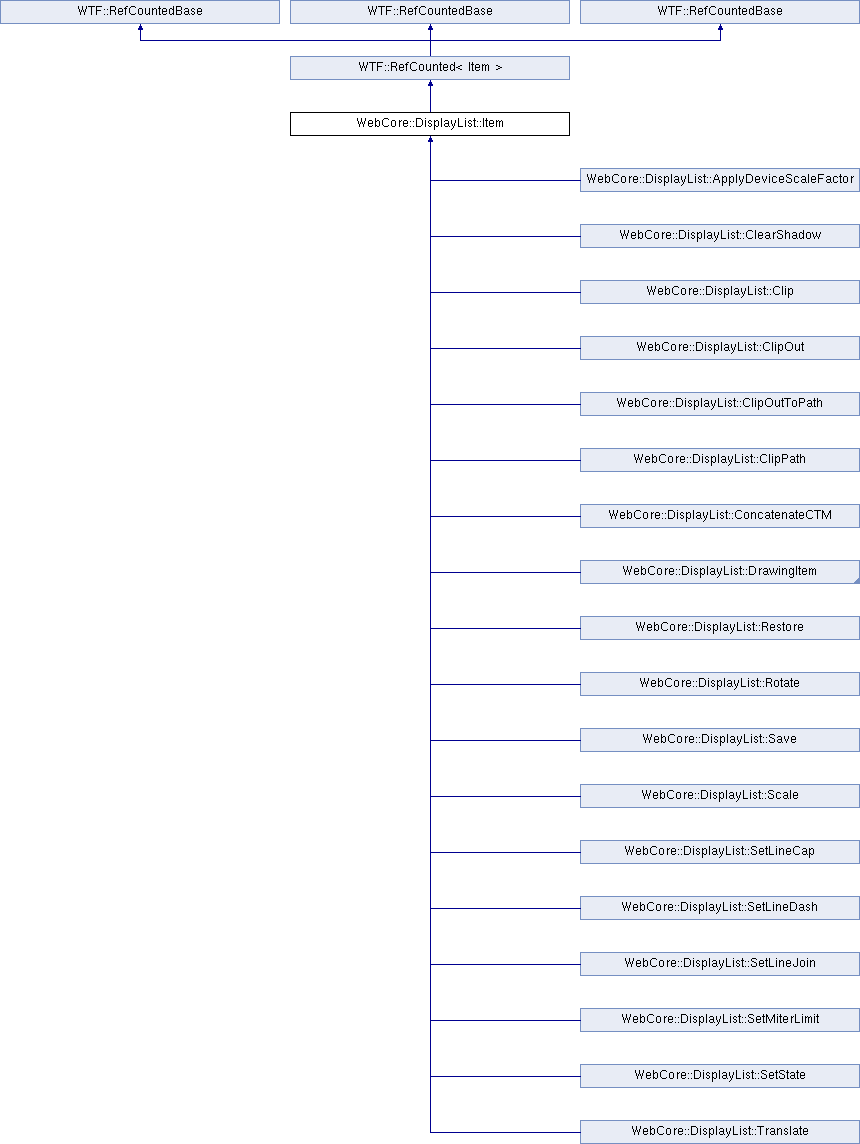 WTF::RefCountedBase
WTF::RefCountedBase
WTF::RefCountedBase
WTF::RefCounted< Item >
WebCore::DisplayList::Item
WebCore::DisplayList::ApplyDeviceScaleFactor
WebCore::DisplayList::ClearShadow
WebCore::DisplayList::Clip
WebCore::DisplayList::ClipOut
WebCore::DisplayList::ClipOutToPath
WebCore::DisplayList::ClipPath
WebCore::DisplayList::ConcatenateCTM
WebCore::DisplayList::DrawingItem
WebCore::DisplayList::Restore
WebCore::DisplayList::Rotate
WebCore::DisplayList::Save
WebCore::DisplayList::Scale
WebCore::DisplayList::SetLineCap
WebCore::DisplayList::SetLineDash
WebCore::DisplayList::SetLineJoin
WebCore::DisplayList::SetMiterLimit
WebCore::DisplayList::SetState
WebCore::DisplayList::Translate